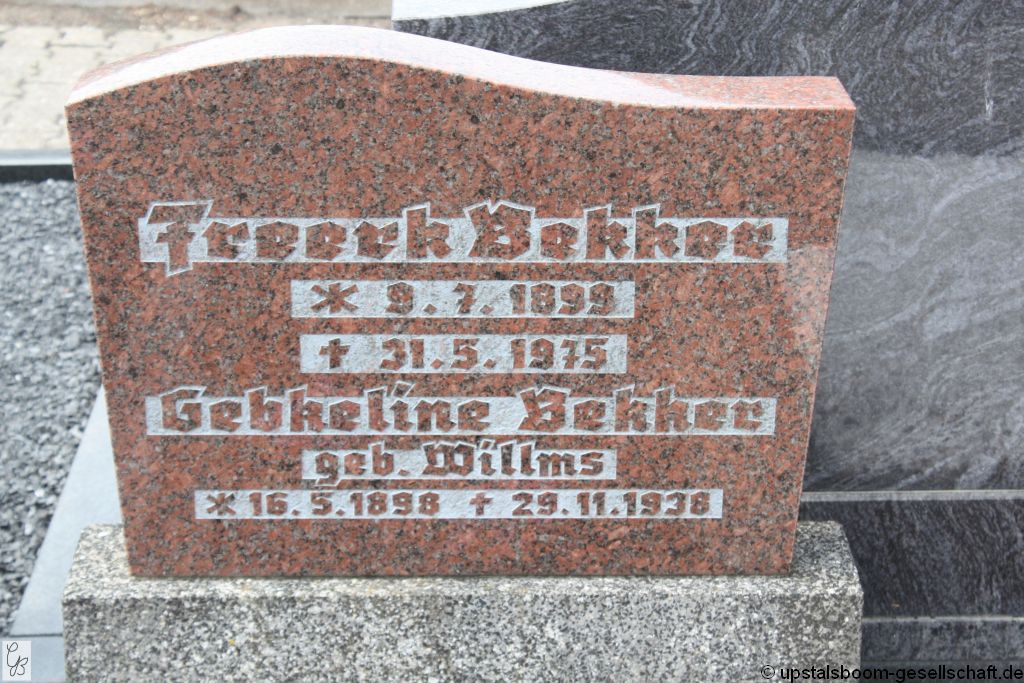 Freerk Bekker
* 9. 7. 1899
† 31. 5. 1975
Gebkeline Bekker
geb. Willms
* 16. 5. 1898 † 29. 11. 1938
GB
© upstalsboom-gesellschaft.de